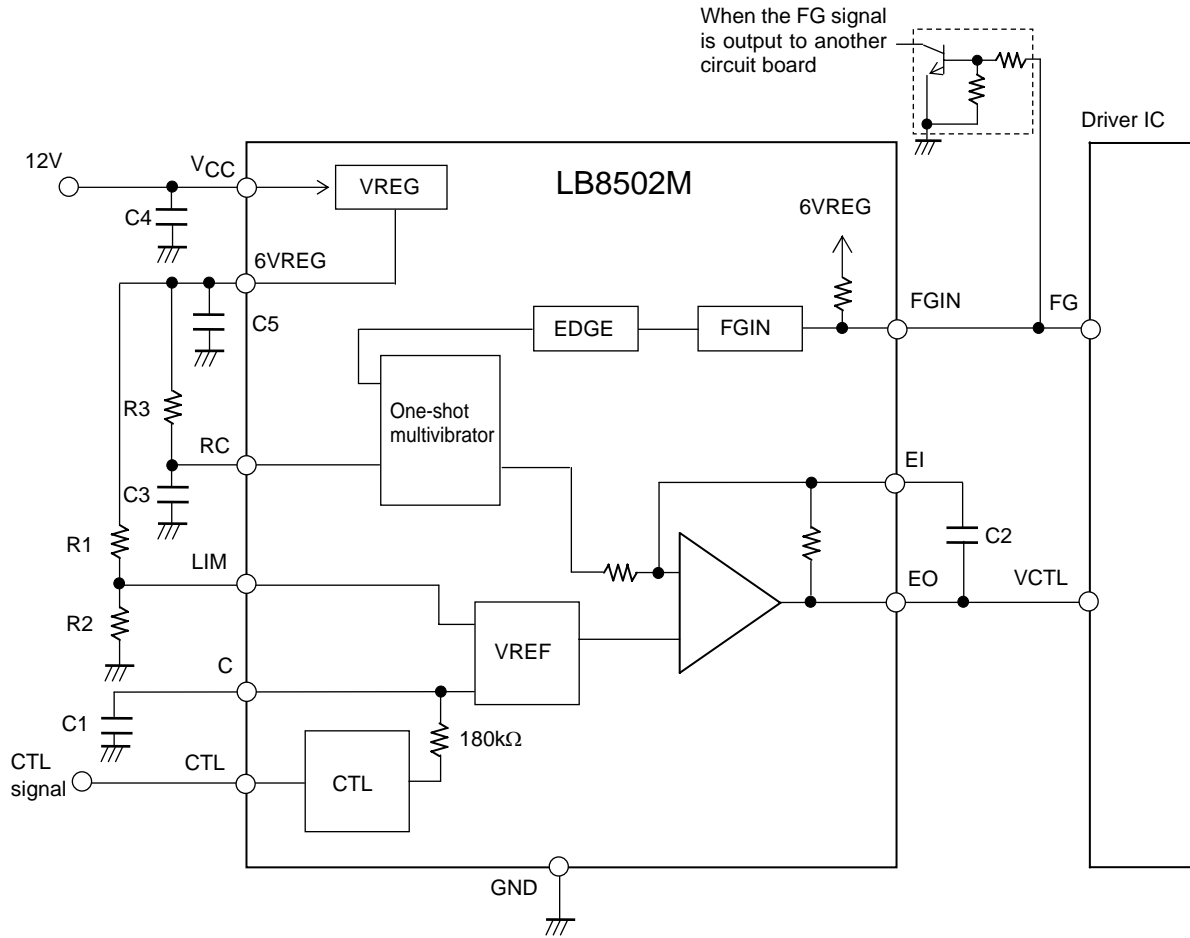 When the FG signal
is output to another
circuit board
Driver IC
12V
VCC
VREG
LB8502M
C4
6VREG
6VREG
FGIN
FG
C5
EDGE
FGIN
R3
One-shot
multivibrator
RC
EI
C3
C2
R1
LIM
EO
VCTL
R2
VREF
C
C1
180kΩ
CTL
signal
CTL
CTL
GND